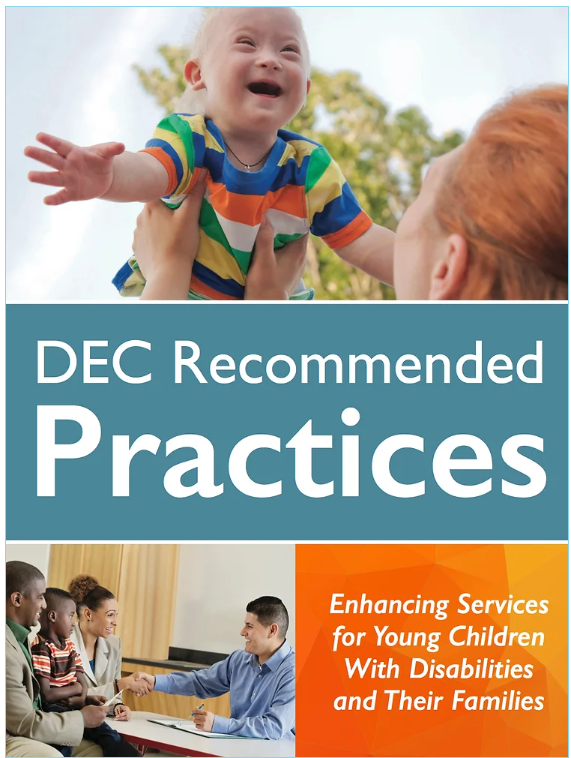 DEC Recommended
Practices
Enhancing Services
for Young Children
With Disabilities
and Their Families